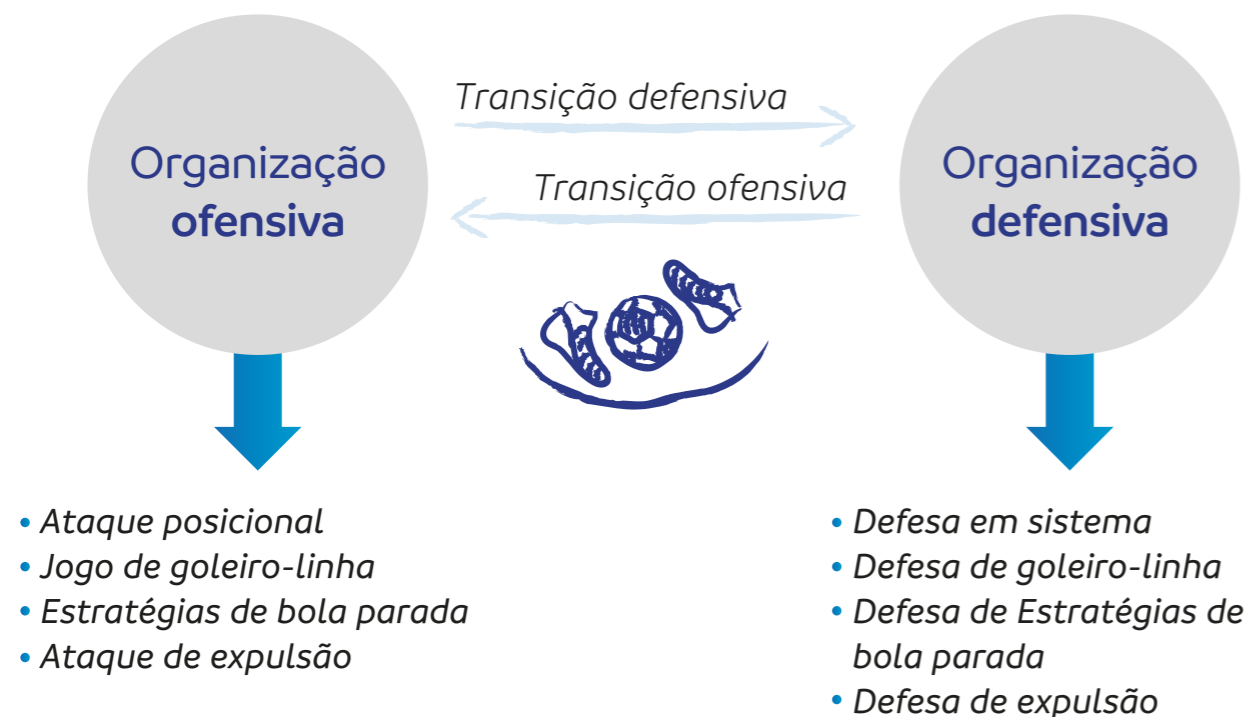 Organização
ofensiva
Transição defensiva
Transição ofensiva
Organização
defensiva
• Ataque posicional
• Jogo de goleiro-linha
• Estratégias de bola parada
• Ataque de expulsão
• Defesa em sistema
• Defesa de goleiro-linha
• Defesa de Estratégias de
bola parada
• Defesa de expulsão